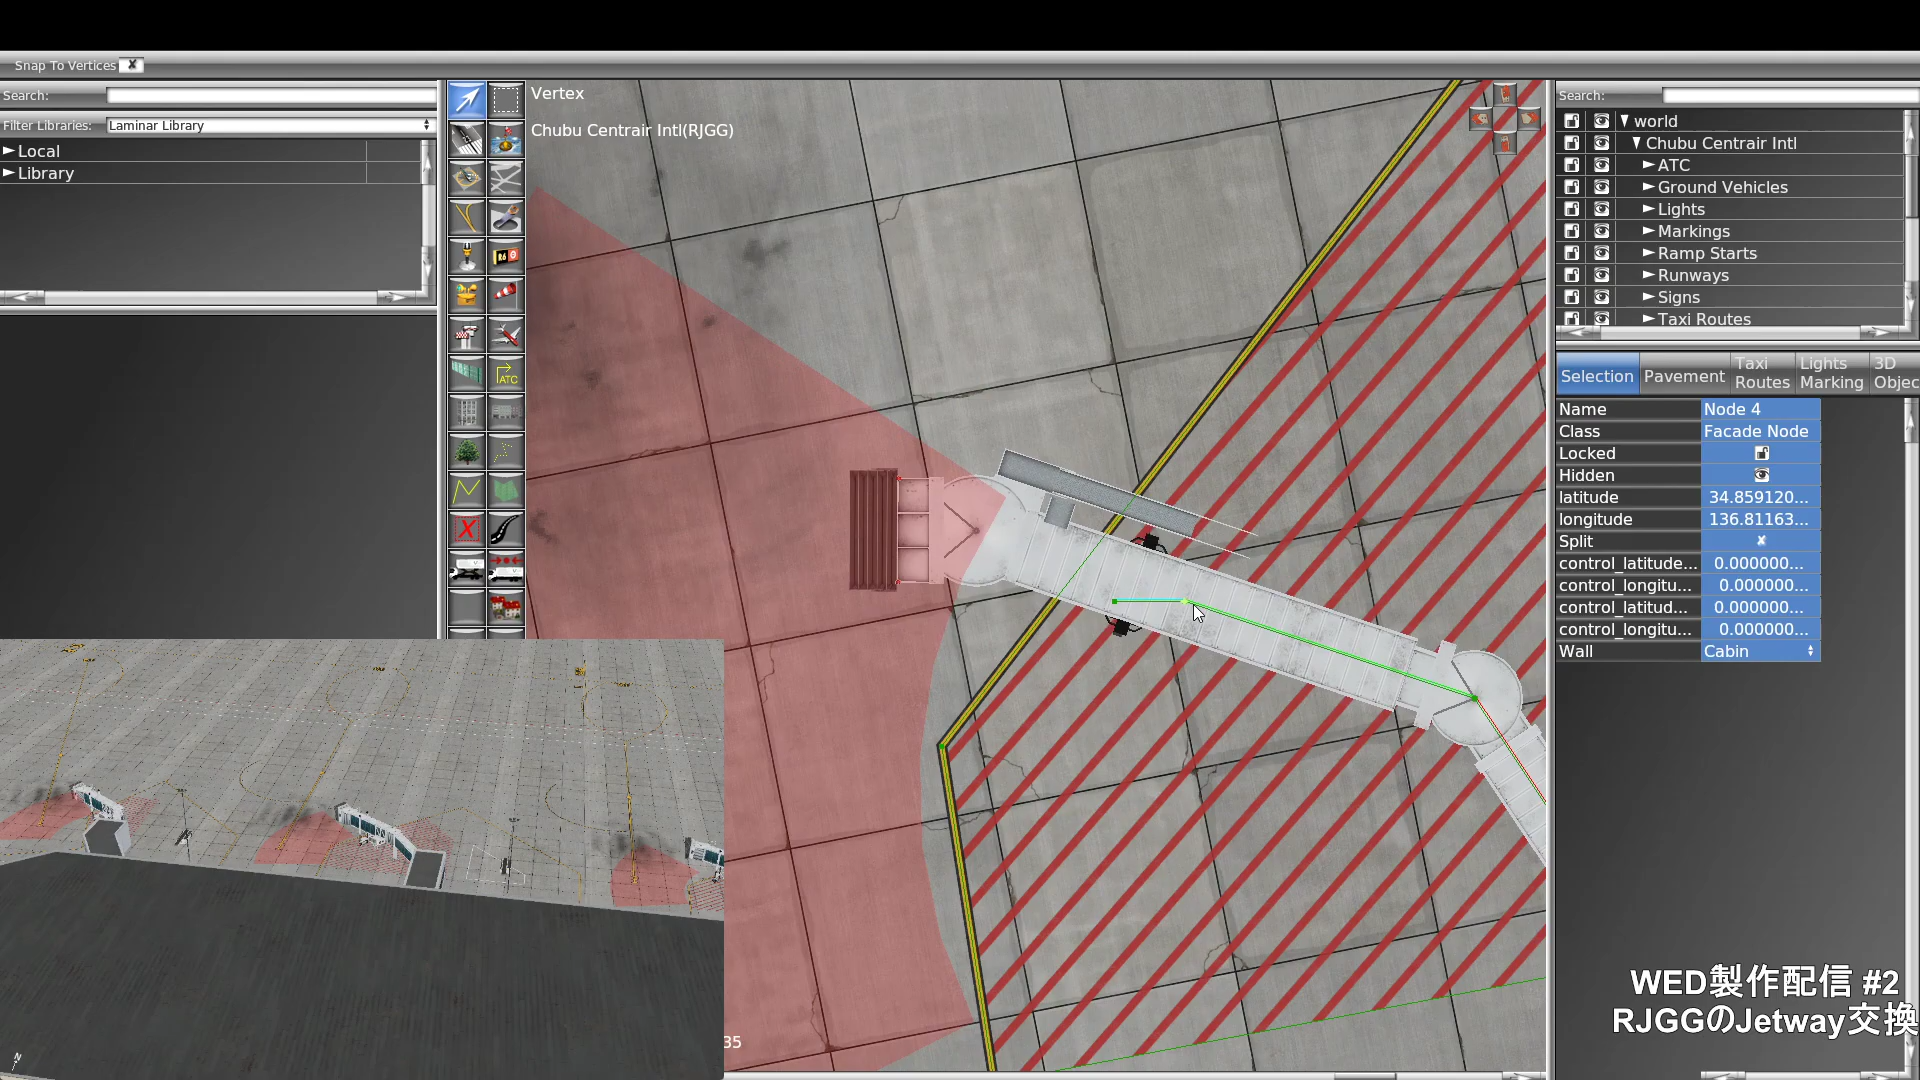 Snap To Vertices
Search:
Filter Libraries: Laminar Library
Local
Library
Vertex
Chubu Centrair Intl(RJGG)
R6
ATC
X
35
N
Search:
world
Chubu Centrair Intl
ATC
Ground Vehicles
Lights
Markings
Ramp Starts
Runways
Signs
Taxi Routes
Selection Pavement Taxi Routes Lights Marking 3D Objec
Name Node 4
Class Facade Node
Locked
Hidden
latitude 34.859120...
longitude 136.81163...
Split
control_latitude... 0.000000...
control_longitu... 0.000000...
control_latitud... 0.000000...
control_longitu... 0.000000...
Wall Cabin
WED製作配信 #2
RJGGのJetway交換